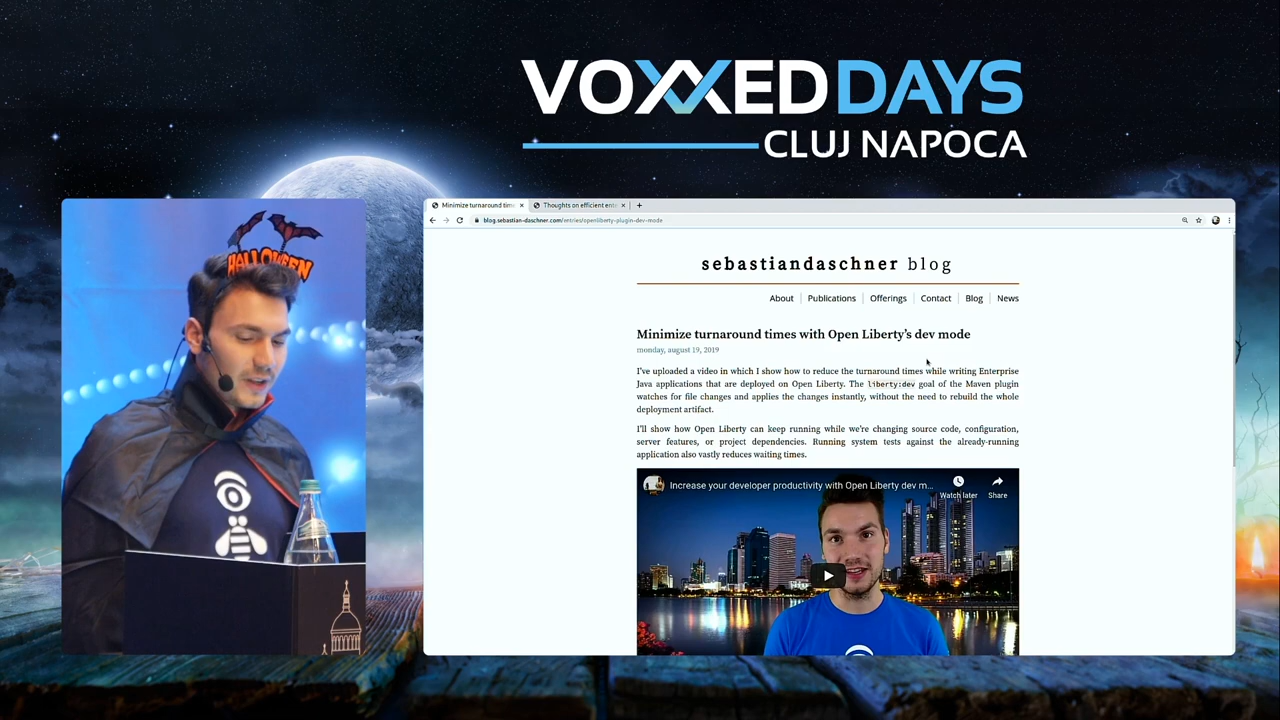 VOXXEDDAYS
CLUJ NAPOCA
HALLOWEEN
Minimize turnaround tim
Thoughts on efficient ente
blog.sebastian-daschner.com/entries/openliberty-plugin-dev-mode
sebastiandaschner blog
About
Publications
Offerings
Contact
Blog
News
Minimize turnaround times with Open Liberty's dev mode
monday, august 19, 2019
I've uploaded a video in which I show how to reduce the turnaround times while writing Enterprise
Java applications that are deployed on Open Liberty. The liberty:dev goal of the Maven plugin
watches for file changes and applies the changes instantly, without the need to rebuild the whole
deployment artifact.
I'll show how Open Liberty can keep running while we're changing source code, configuration,
server features, or project dependencies. Running system tests against the already-running
application also vastly reduces waiting times.
Increase your developer productivity with Open Liberty dev m...
Watch later
Share